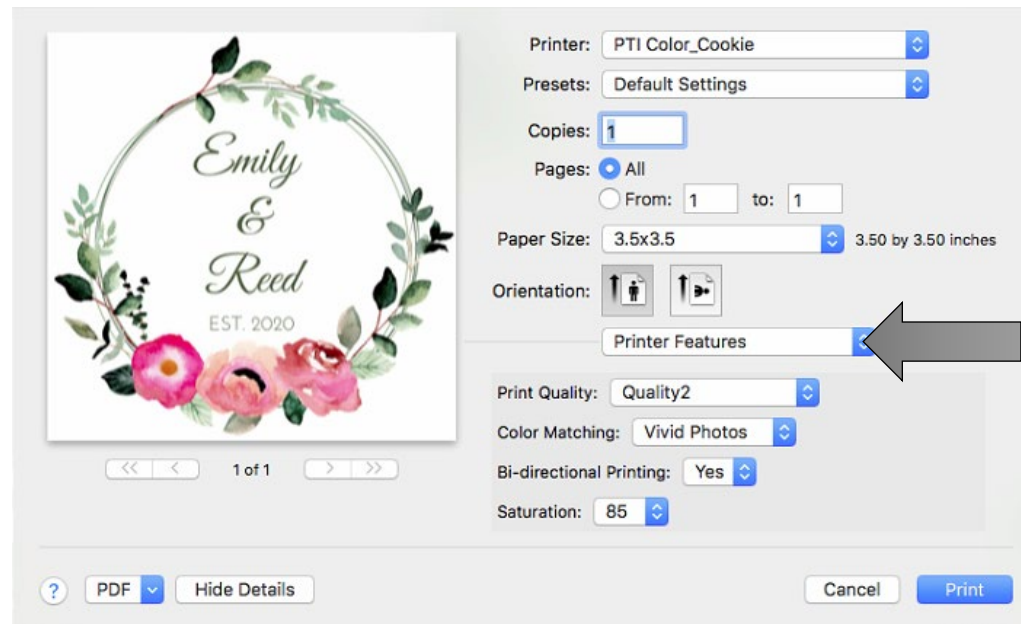 Emily
&
Reed
EST. 2020
<< < 1 of 1 > >>
Printer: PTI Color_Cookie
Presets: Default Settings
Copies: 1
Pages: All
From: 1 to: 1
Paper Size: 3.5x3.5 3.50 by 3.50 inches
Orientation:
Printer Features
Print Quality: Quality2
Color Matching: Vivid Photos
Bi-directional Printing: Yes
Saturation: 85
? PDF Hide Details Cancel Print